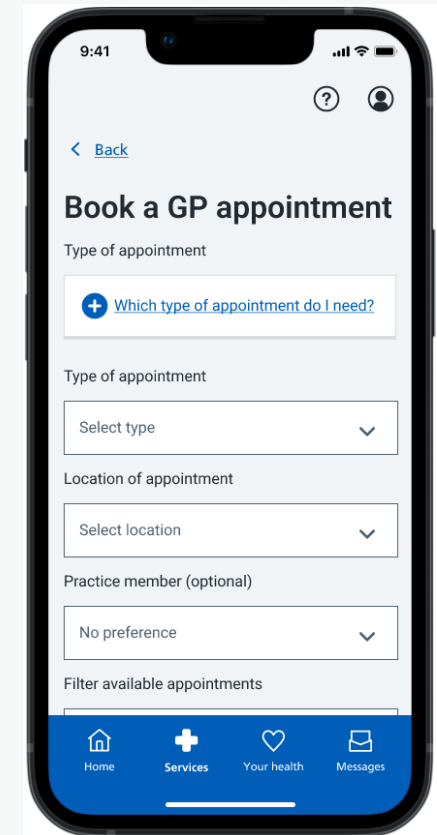 9:41
Back
Book a GP appointment
Type of appointment
Which type of appointment do I need?
Type of appointment
Select type
Location of appointment
Select location
Practice member (optional)
No preference
Filter available appointments
Home Services Your health Messages